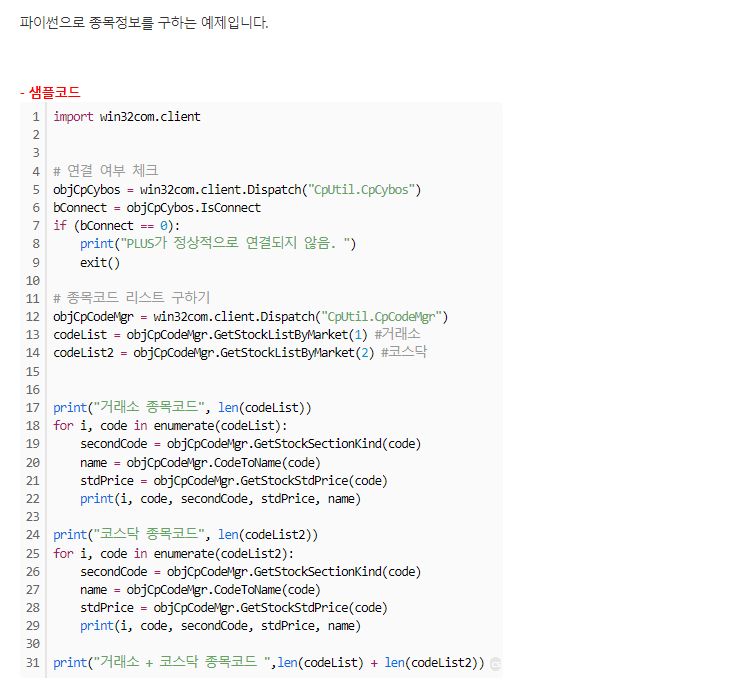 파이썬으로 종목정보를 구하는 예제입니다.
- 샘플코드
1 import win32com.client
2
3
4 # 연결 여부 체크
5 objCpCybos = win32com.client.Dispatch("CpUtil.CpCybos")
6 bConnect = objCpCybos.IsConnect
7 if (bConnect == 0):
8     print("PLUS가 정상적으로 연결되지 않음. ")
9     exit()
10
11 # 종목코드 리스트 구하기
12 objCpCodeMgr = win32com.client.Dispatch("CpUtil.CpCodeMgr")
13 codeList = objCpCodeMgr.GetStockListByMarket(1) #거래소
14 codeList2 = objCpCodeMgr.GetStockListByMarket(2) #코스닥
15
16
17 print("거래소 종목코드", len(codeList))
18 for i, code in enumerate(codeList):
19     secondCode = objCpCodeMgr.GetStockSectionKind(code)
20     name = objCpCodeMgr.CodeToName(code)
21     stdPrice = objCpCodeMgr.GetStockStdPrice(code)
22     print(i, code, secondCode, stdPrice, name)
23
24 print("코스닥 종목코드", len(codeList2))
25 for i, code in enumerate(codeList2):
26     secondCode = objCpCodeMgr.GetStockSectionKind(code)
27     name = objCpCodeMgr.CodeToName(code)
28     stdPrice = objCpCodeMgr.GetStockStdPrice(code)
29     print(i, code, secondCode, stdPrice, name)
30
31 print("거래소 + 코스닥 종목코드 ",len(codeList) + len(codeList2))